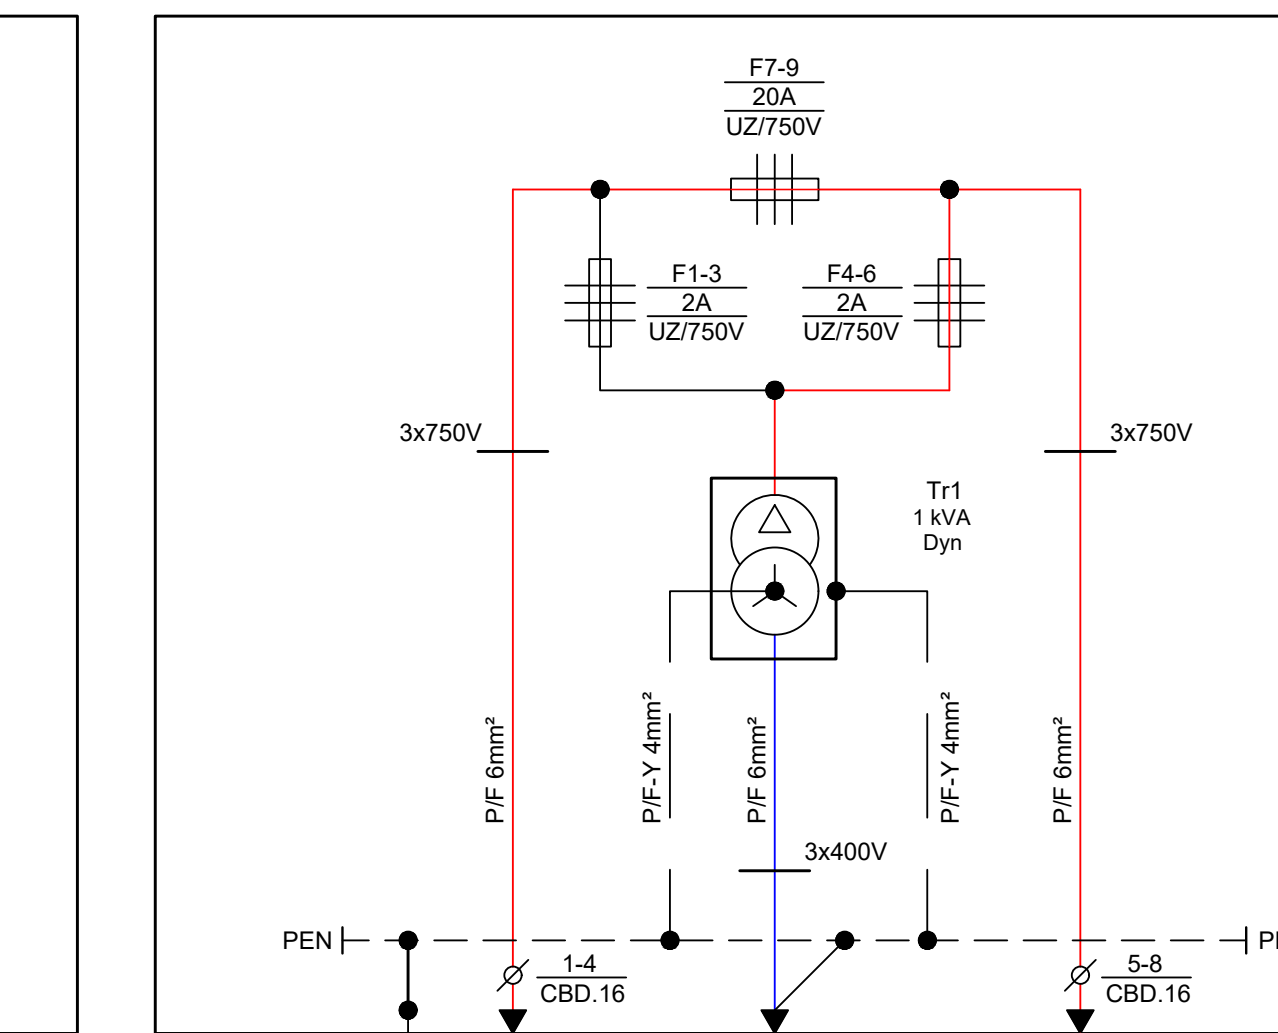 F7-9
20A
UZ/750V
F1-3
2A
UZ/750V
F4-6
2A
UZ/750V
3x750V
3x750V
Tr1
1 kVA
Dyn
P/F 6mm²
P/F-Y 4mm²
P/F 6mm²
P/F-Y 4mm²
P/F 6mm²
3x400V
PEN
1-4
CBD.16
5-8
CBD.16